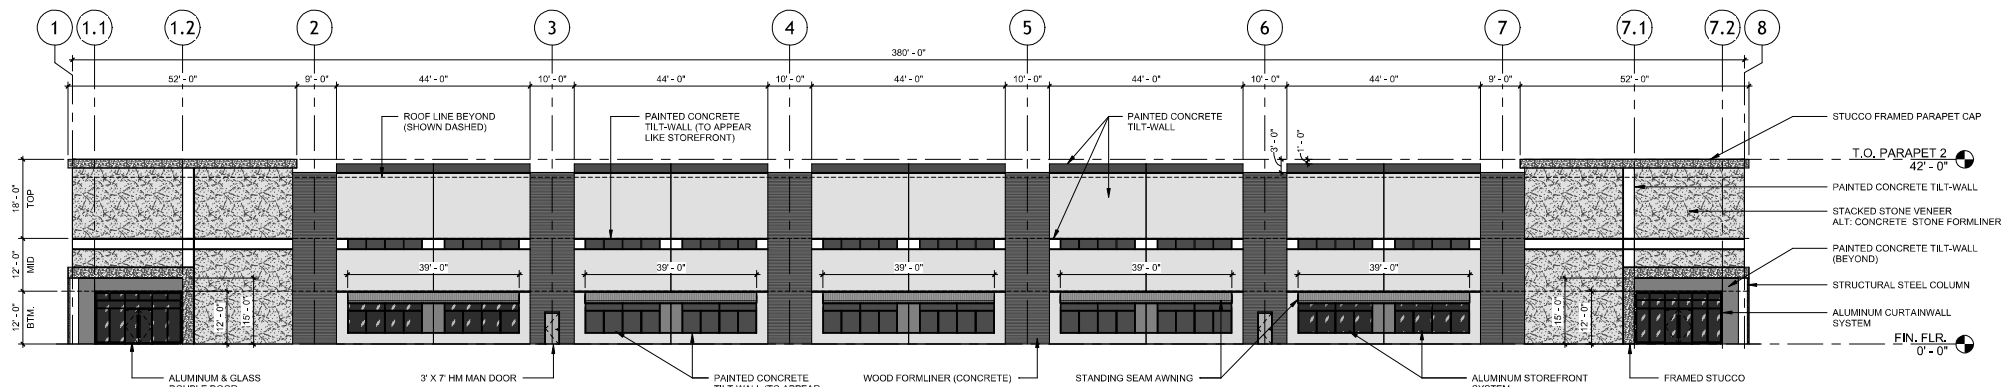 1 1.1 1.2 2 3 4 5 6 7 7.1 7.2 8
380' - 0"
52' - 0" 9' - 0" 44' - 0" 10' - 0" 44' - 0" 10' - 0" 44' - 0" 10' - 0" 44' - 0" 10' - 0" 44' - 0" 9' - 0" 52' - 0"
ROOF LINE BEYOND
(SHOWN DASHED)
PAINTED CONCRETE
TILT-WALL (TO APPEAR
LIKE STOREFRONT)
PAINTED CONCRETE
TILT-WALL
3' - 0"
1' - 0"
STUCCO FRAMED PARAPET CAP
T.O. PARAPET 2
42' - 0"
PAINTED CONCRETE TILT-WALL
STACKED STONE VENEER
ALT: CONCRETE STONE FORMLINER
PAINTED CONCRETE TILT-WALL
(BEYOND)
STRUCTURAL STEEL COLUMN
ALUMINUM CURTAINWALL
SYSTEM
FIN. FLR.
0' - 0"
18' - 0"
TOP
12' - 0"
MID
12' - 0"
BTM.
12' - 0"
15' - 0"
39' - 0" 39' - 0" 39' - 0" 39' - 0" 39' - 0"
15' - 0"
12' - 0"
ALUMINUM & GLASS
DOUBLE DOOR
3' X 7' HM MAN DOOR
PAINTED CONCRETE
TILT-WALL (TO APPEAR
WOOD FORMLINER (CONCRETE)
STANDING SEAM AWNING
ALUMINUM STOREFRONT
SYSTEM
FRAMED STUCCO